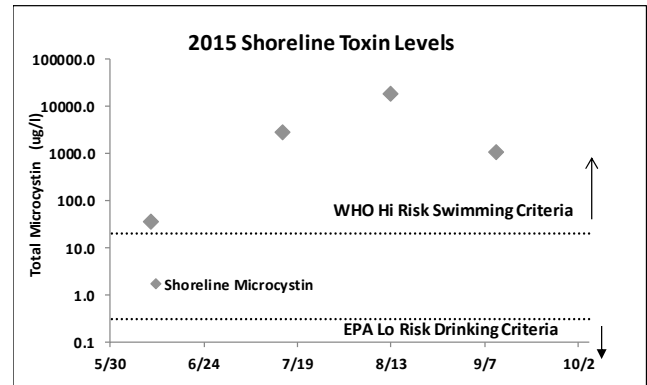 2015 Shoreline Toxin Levels
Total Microcystin (ug/l)
100000.0
10000.0
1000.0
100.0
10.0
1.0
0.1
WHO Hi Risk Swimming Criteria
Shoreline Microcystin
EPA Lo Risk Drinking Criteria
5/30 6/24 7/19 8/13 9/7 10/2